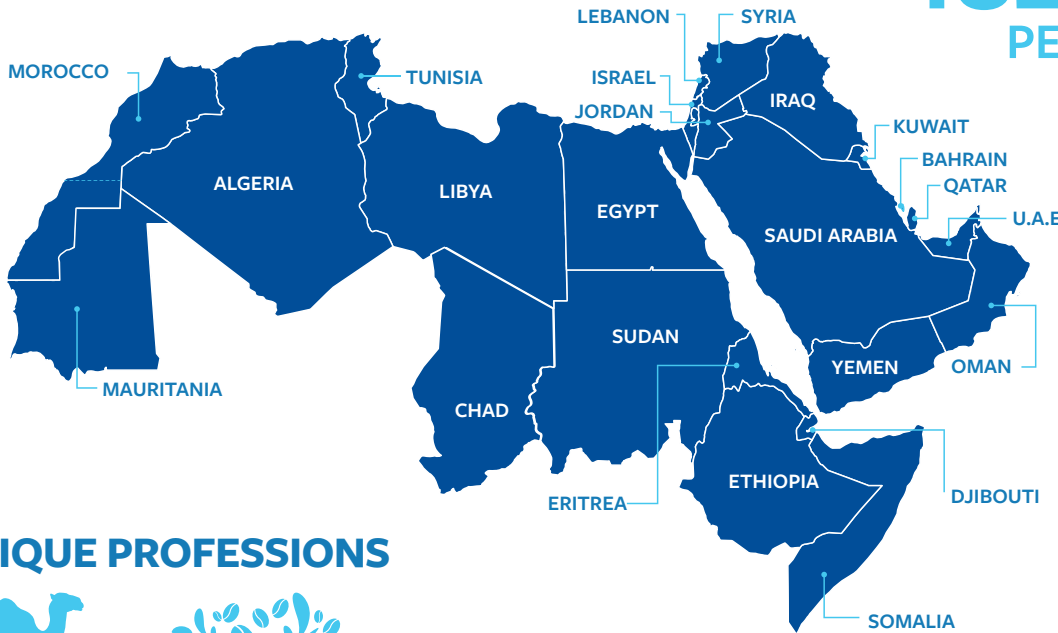 LEBANON
SYRIA
PE
MOROCCO
TUNISIA
ISRAEL
JORDAN
IRAQ
KUWAIT
BAHRAIN
QATAR
ALGERIA
LIBYA
EGYPT
SAUDI ARABIA
U.A.E
SUDAN
YEMEN
OMAN
MAURITANIA
CHAD
ERITREA
ETHIOPIA
DJIBOUTI
IQUE PROFESSIONS
SOMALIA